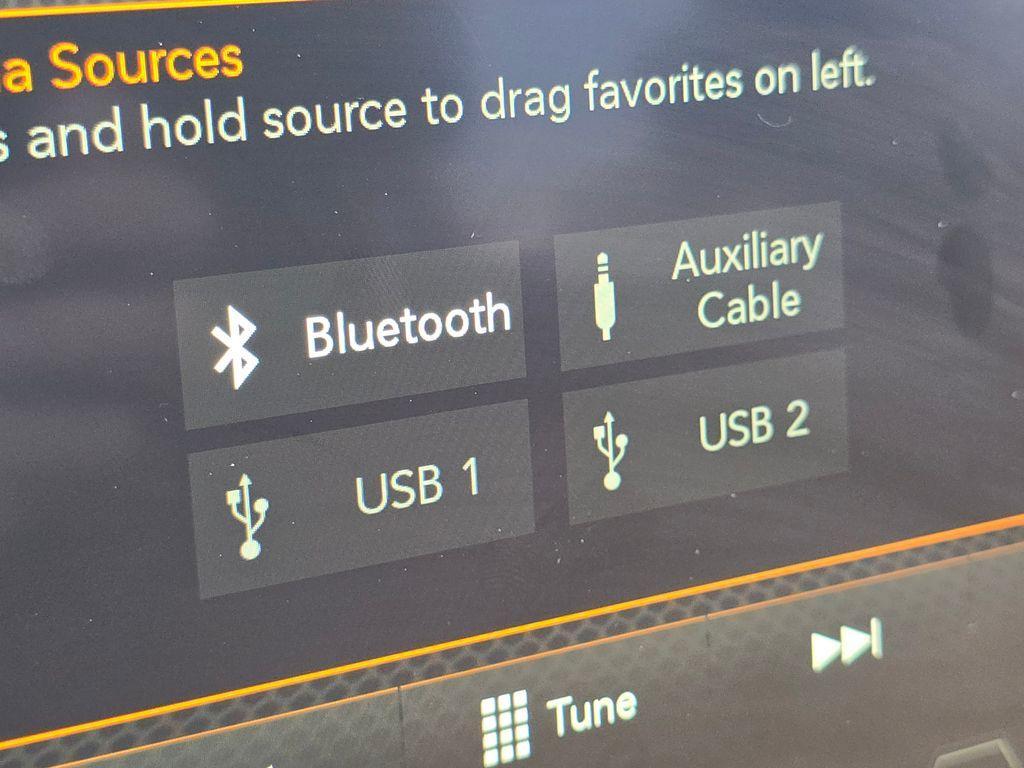 a Sources
s and hold source to drag favorites on left.
Bluetooth
Auxiliary
Cable
USB 1
USB 2
Tune